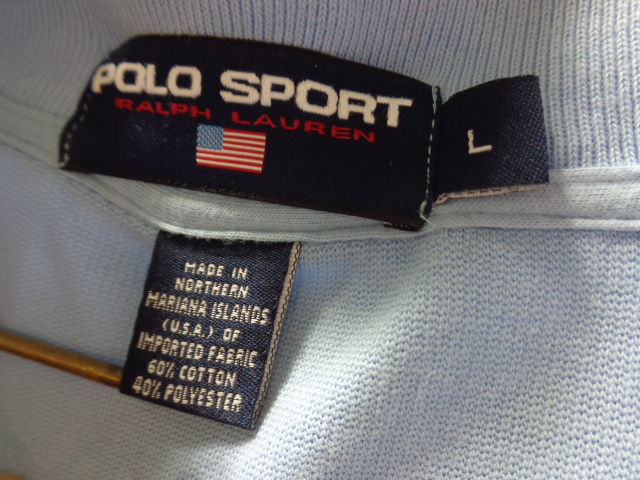 POLO SPORT
RALPH LAUREN
L
MADE IN
NORTHERN
MARIANA ISLANDS
(U.S.A.) OF
IMPORTED FABRIC
60% COTTON
40% POLYESTER